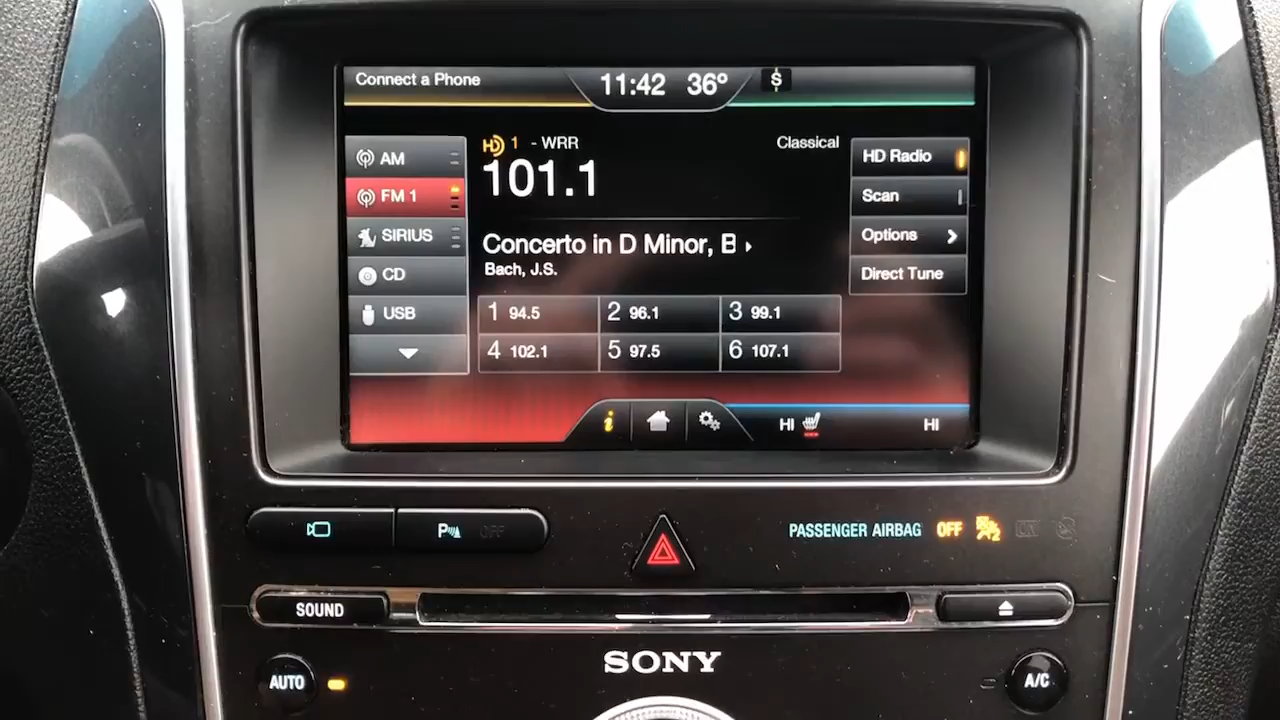 Connect a Phone
11:42 36°
$
AM
FM 1
SIRIUS
CD
USB
HD 1 - WRR
Classical
101.1
Concerto in D Minor, B
Bach, J.S.
1 94.5
2 96.1
3 99.1
4 102.1
5 97.5
6 107.1
HD Radio
Scan
Options
Direct Tune
i
HI
HI
P
OFF
PASSENGER AIRBAG OFF
SOUND
SONY
AUTO
A/C